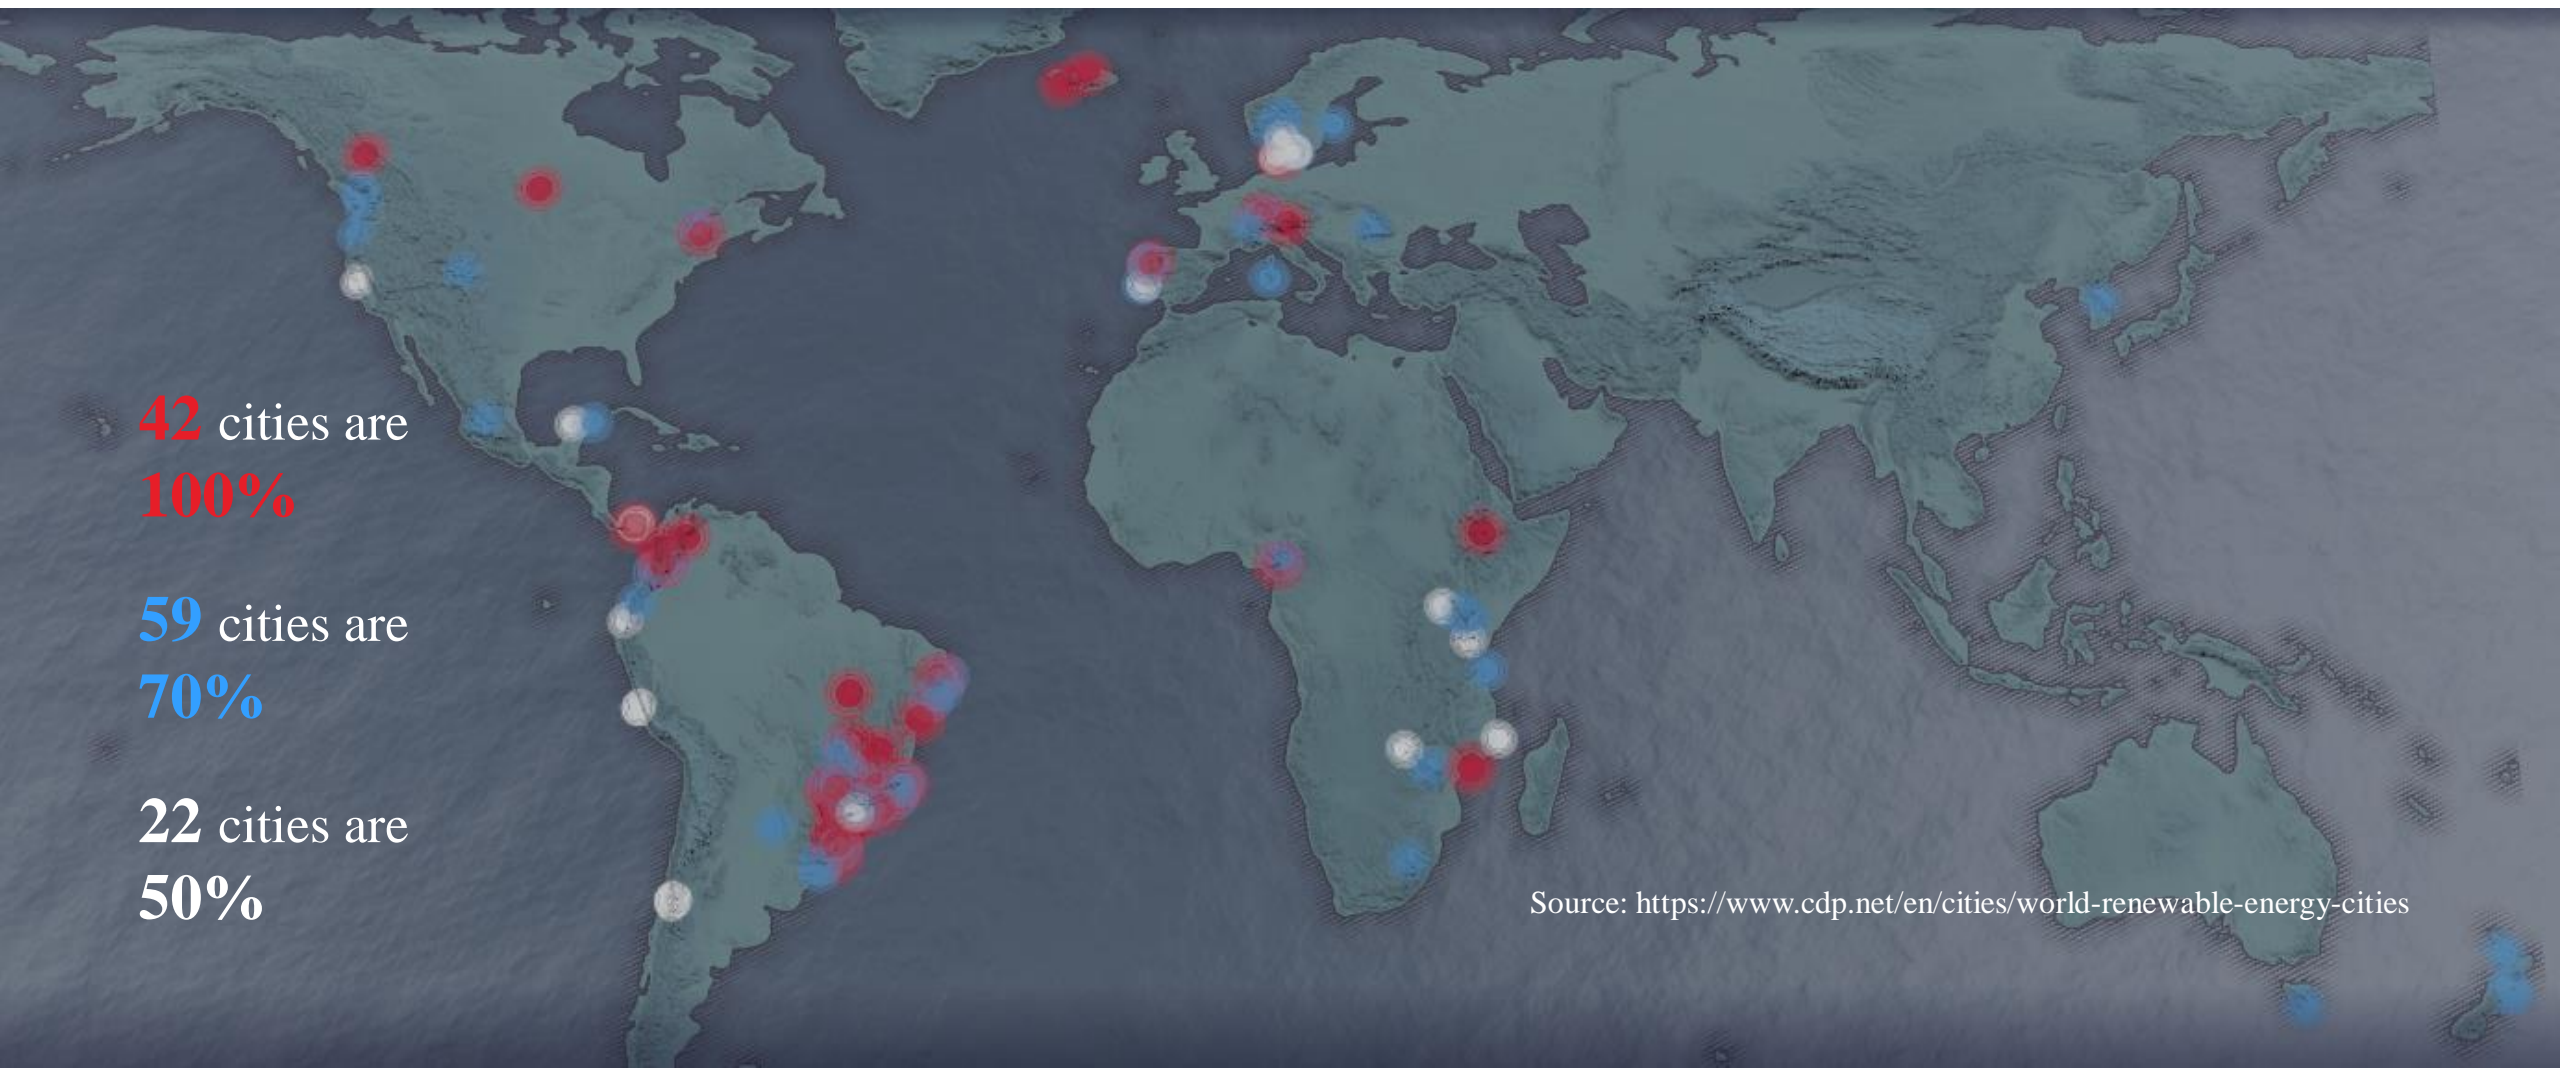 42 cities are
100%
59 cities are
70%
22 cities are
50%
Source: https://www.cdp.net/en/cities/world-renewable-energy-cities